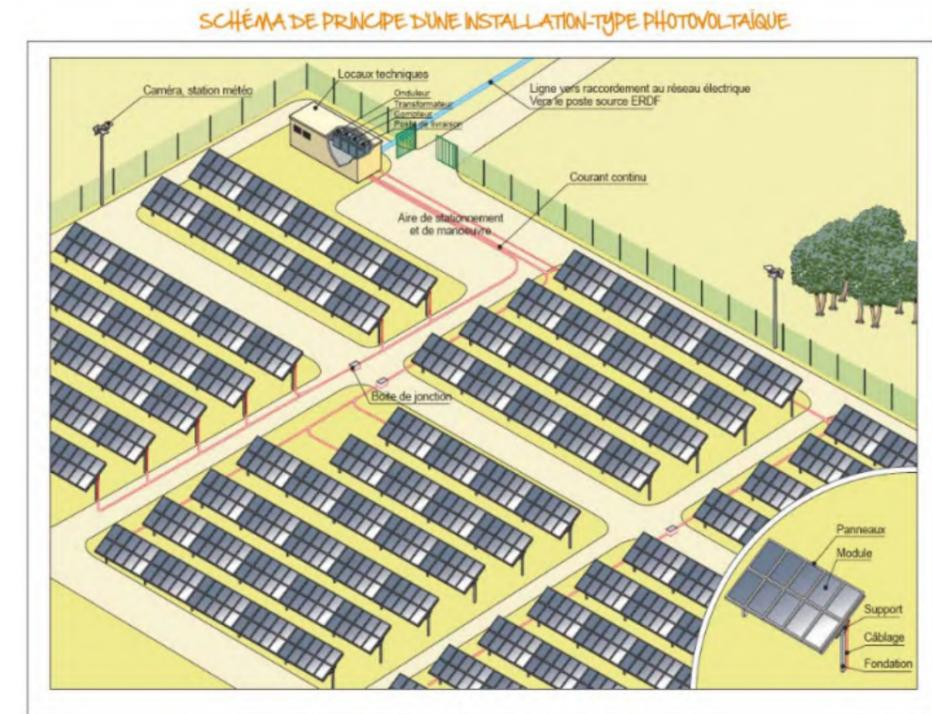 SCHÉMA DE PRINCIPE D'UNE INSTALLATION-TYPE PHOTOVOLTAÏQUE
Caméra, station météo
Locaux techniques
Onduleur
Transformateur
Compteur
Poste de livraison
Ligne vers raccordement au réseau électrique
Vers le poste source ERDF
Courant continu
Aire de stationnement
et de manoeuvre
Boite de jonction
Panneaux
Module
Support
Câblage
Fondation